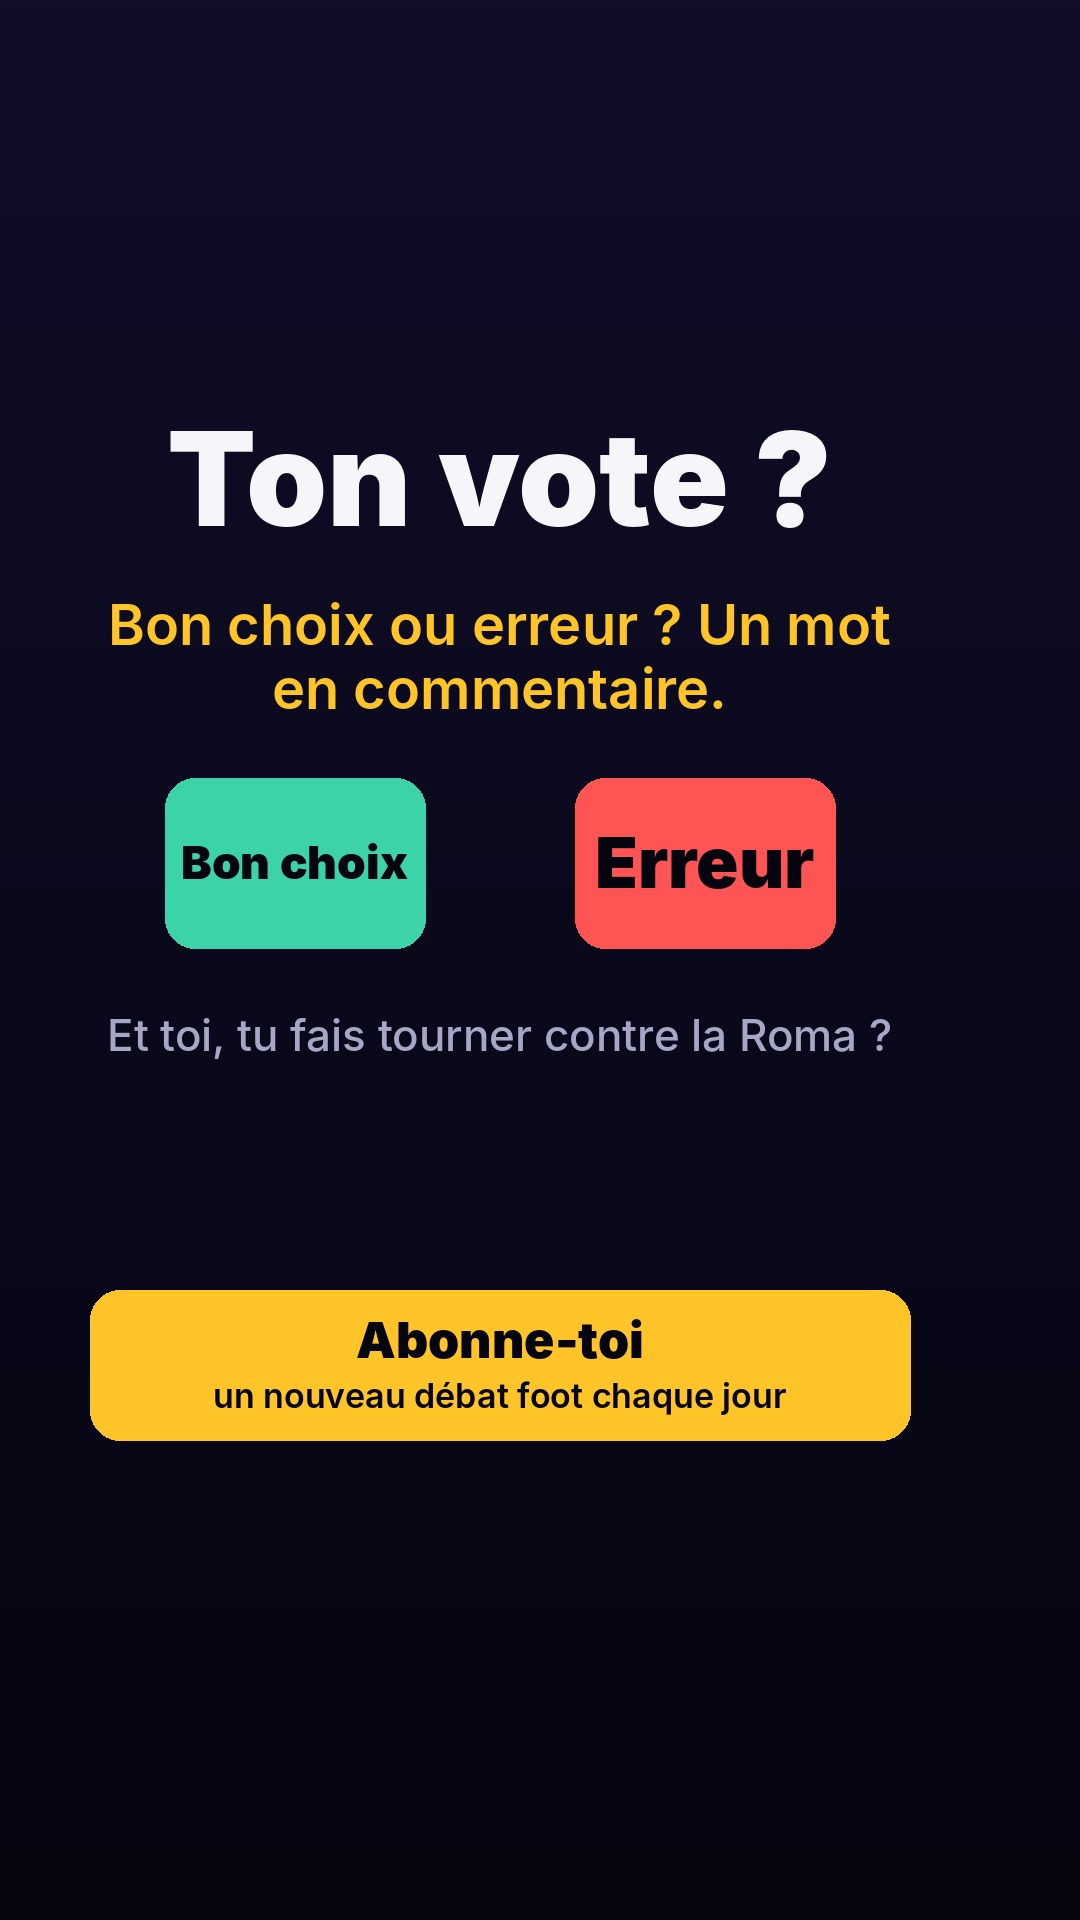 Ton vote ?
Bon choix ou erreur ? Un mot
en commentaire.
Bon choix
Erreur
Et toi, tu fais tourner contre la Roma ?
Abonne-toi
un nouveau débat foot chaque jour